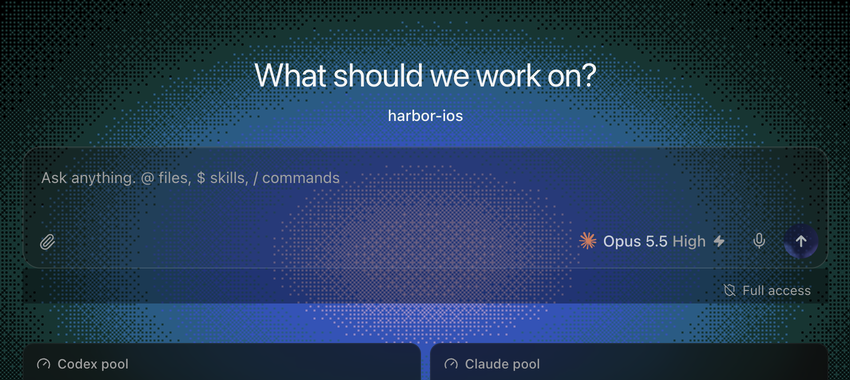 What should we work on?
harbor-ios
Ask anything. @ files, $ skills, / commands
Opus 5.5 High
Full access
Codex pool
Claude pool